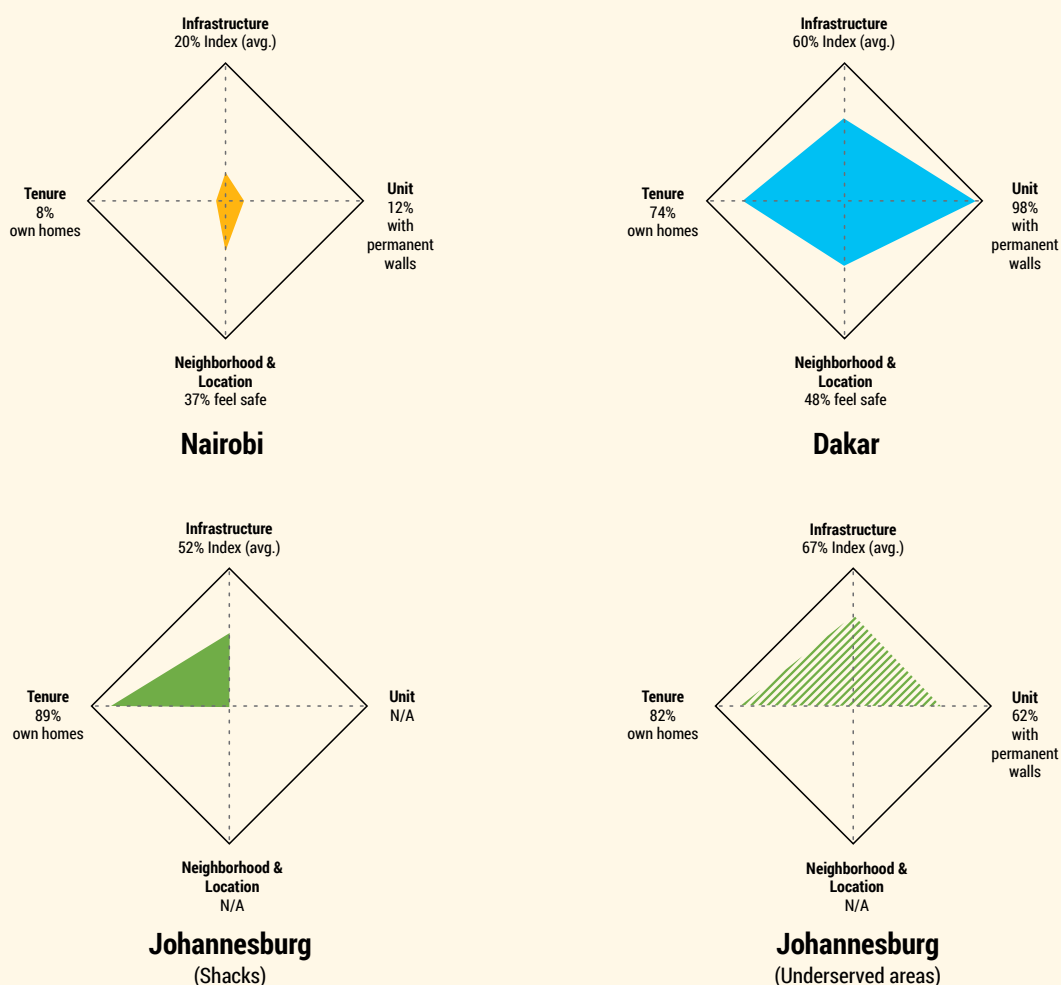 Infrastructure
20% Index (avg.)
Tenure
8%
own homes
Unit
12%
with
permanent
walls
Neighborhood &
Location
37% feel safe
Nairobi
Infrastructure
60% Index (avg.)
Tenure
74%
own homes
Unit
98%
with
permanent
walls
Neighborhood &
Location
48% feel safe
Dakar
Infrastructure
52% Index (avg.)
Tenure
89%
own homes
Unit
N/A
Neighborhood &
Location
N/A
Johannesburg
(Shacks)
Infrastructure
67% Index (avg.)
Tenure
82%
own homes
Unit
62%
with
permanent
walls
Neighborhood &
Location
N/A
Johannesburg
(Underserved areas)